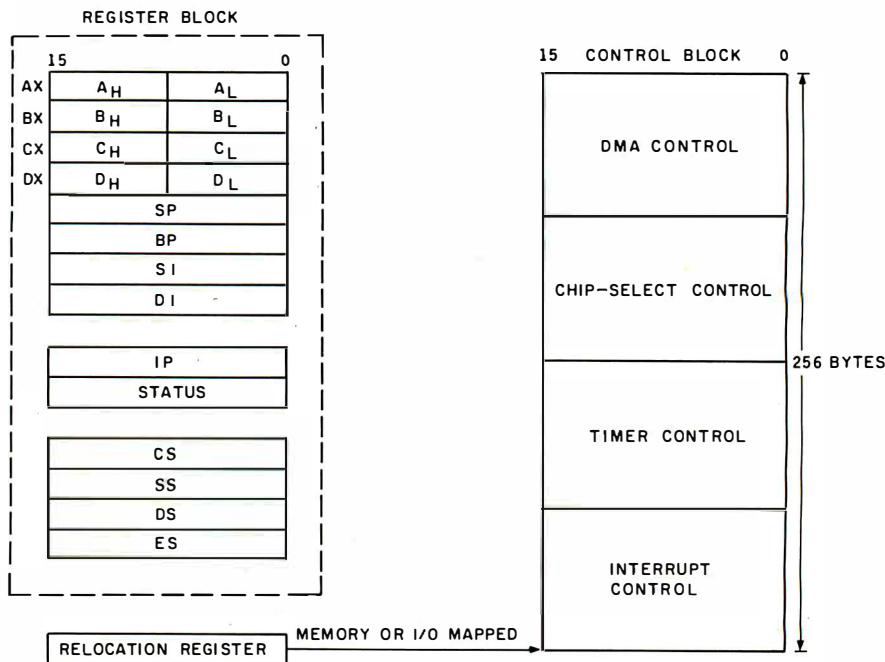 REGISTER BLOCK
15 0
AX AH AL
BX BH BL
CX CH CL
DX DH DL
SP
BP
SI
DI
IP
STATUS
CS
SS
DS
ES
RELOCATION REGISTER
MEMORY OR I/O MAPPED
15 CONTROL BLOCK 0
DMA CONTROL
CHIP-SELECT CONTROL
256 BYTES
TIMER CONTROL
INTERRUPT
CONTROL